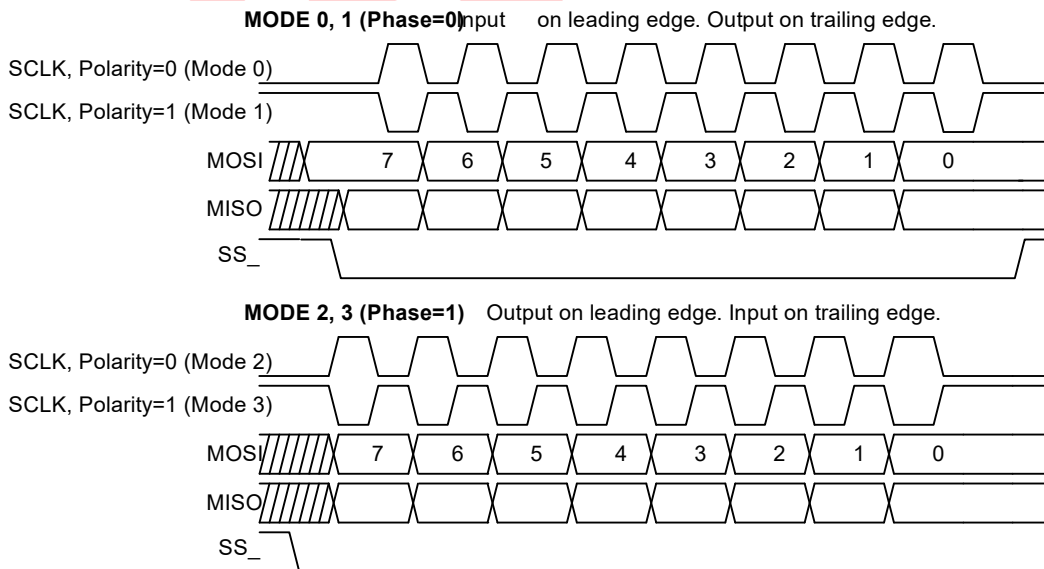 MODE 0, 1 (Phase=0) Input on leading edge. Output on trailing edge.
SCLK, Polarity=0 (Mode 0)
SCLK, Polarity=1 (Mode 1)
MOSI 7 6 5 4 3 2 1 0
MISO
SS_
MODE 2, 3 (Phase=1) Output on leading edge. Input on trailing edge.
SCLK, Polarity=0 (Mode 2)
SCLK, Polarity=1 (Mode 3)
MOSI 7 6 5 4 3 2 1 0
MISO
SS_